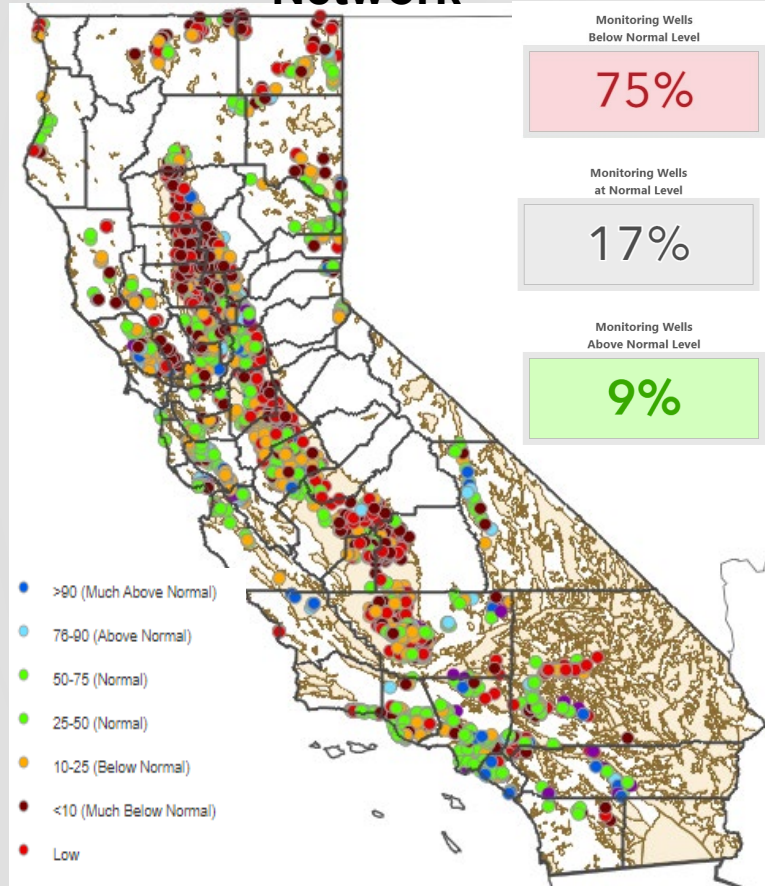 Network
Monitoring Wells
Below Normal Level
75%
Monitoring Wells
at Normal Level
17%
Monitoring Wells
Above Normal Level
9%
>90 (Much Above Normal)
76-90 (Above Normal)
50-75 (Normal)
25-50 (Normal)
10-25 (Below Normal)
<10 (Much Below Normal)
Low